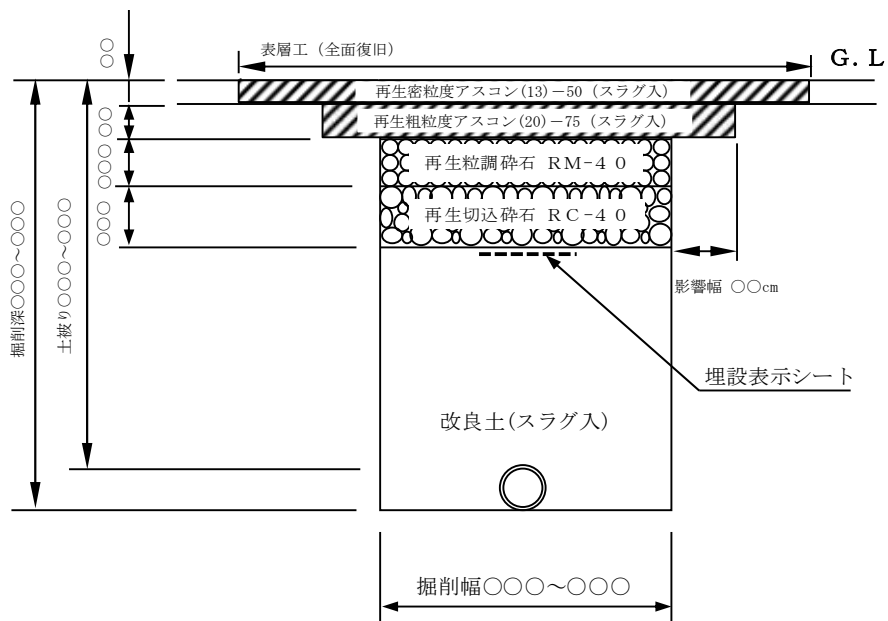 ○○
表層工（全面復旧）
G. L
再生密粒度アスコン(13)－50（スラグ入）
○○
再生粗粒度アスコン(20)－75（スラグ入）
○○○
再生粒調砕石 RM-４０
○○○
再生切込砕石 RC-４０
掘削深○○○～○○○
土被り○○○～○○○
影響幅 ○○cm
埋設表示シート
改良土(スラグ入)
掘削幅○○○～○○○